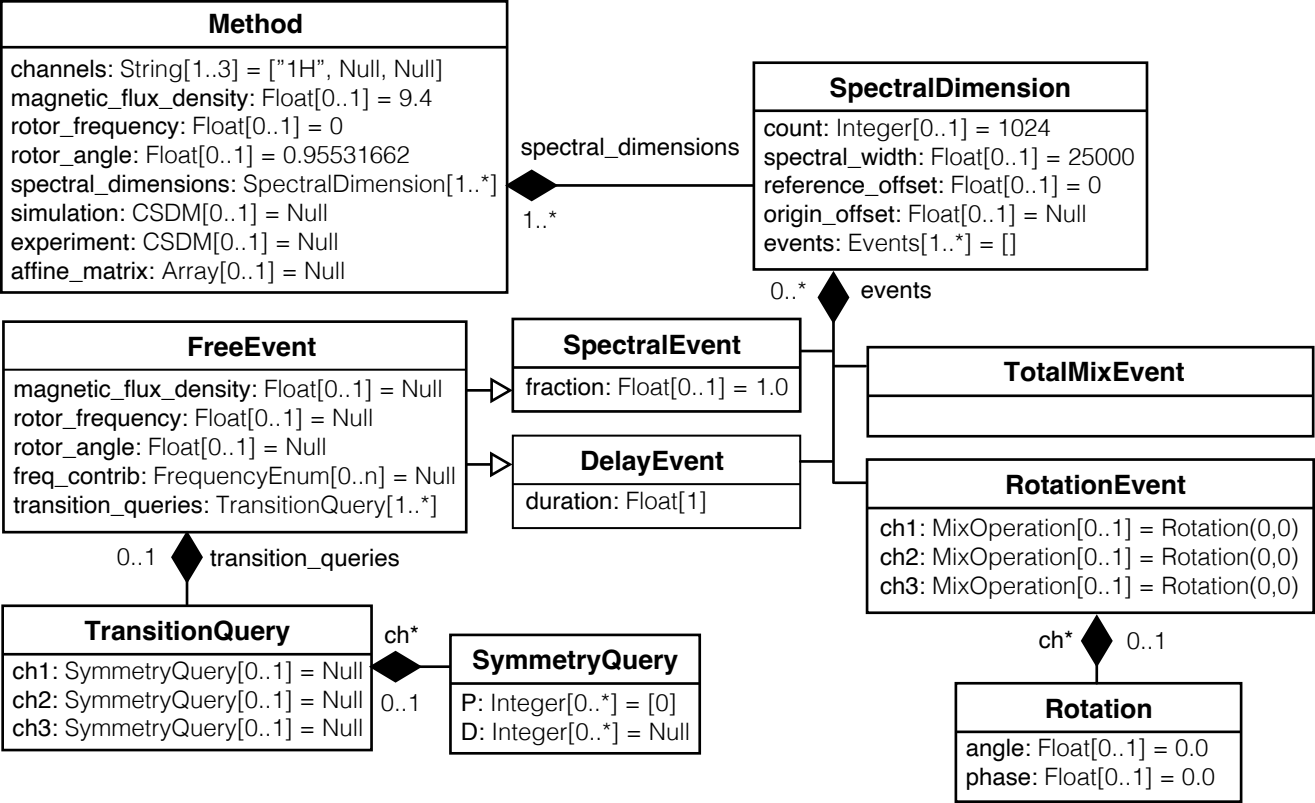 Method
channels: String[1..3] = ["1H", Null, Null]
magnetic_flux_density: Float[0..1] = 9.4
rotor_frequency: Float[0..1] = 0
rotor_angle: Float[0..1] = 0.95531662
spectral_dimensions: SpectralDimension[1..*]
simulation: CSDM[0..1] = Null
experiment: CSDM[0..1] = Null
affine_matrix: Array[0..1] = Null
spectral_dimensions
1..*
SpectralDimension
count: Integer[0..1] = 1024
spectral_width: Float[0..1] = 25000
reference_offset: Float[0..1] = 0
origin_offset: Float[0..1] = Null
events: Events[1..*] = []
0..*
events
FreeEvent
magnetic_flux_density: Float[0..1] = Null
rotor_frequency: Float[0..1] = Null
rotor_angle: Float[0..1] = Null
freq_contrib: FrequencyEnum[0..n] = Null
transition_queries: TransitionQuery[1..*]
SpectralEvent
fraction: Float[0..1] = 1.0
DelayEvent
duration: Float[1]
TotalMixEvent
RotationEvent
ch1: MixOperation[0..1] = Rotation(0,0)
ch2: MixOperation[0..1] = Rotation(0,0)
ch3: MixOperation[0..1] = Rotation(0,0)
0..1
transition_queries
TransitionQuery
ch1: SymmetryQuery[0..1] = Null
ch2: SymmetryQuery[0..1] = Null
ch3: SymmetryQuery[0..1] = Null
ch*
0..1
SymmetryQuery
P: Integer[0..*] = [0]
D: Integer[0..*] = Null
ch*
0..1
Rotation
angle: Float[0..1] = 0.0
phase: Float[0..1] = 0.0